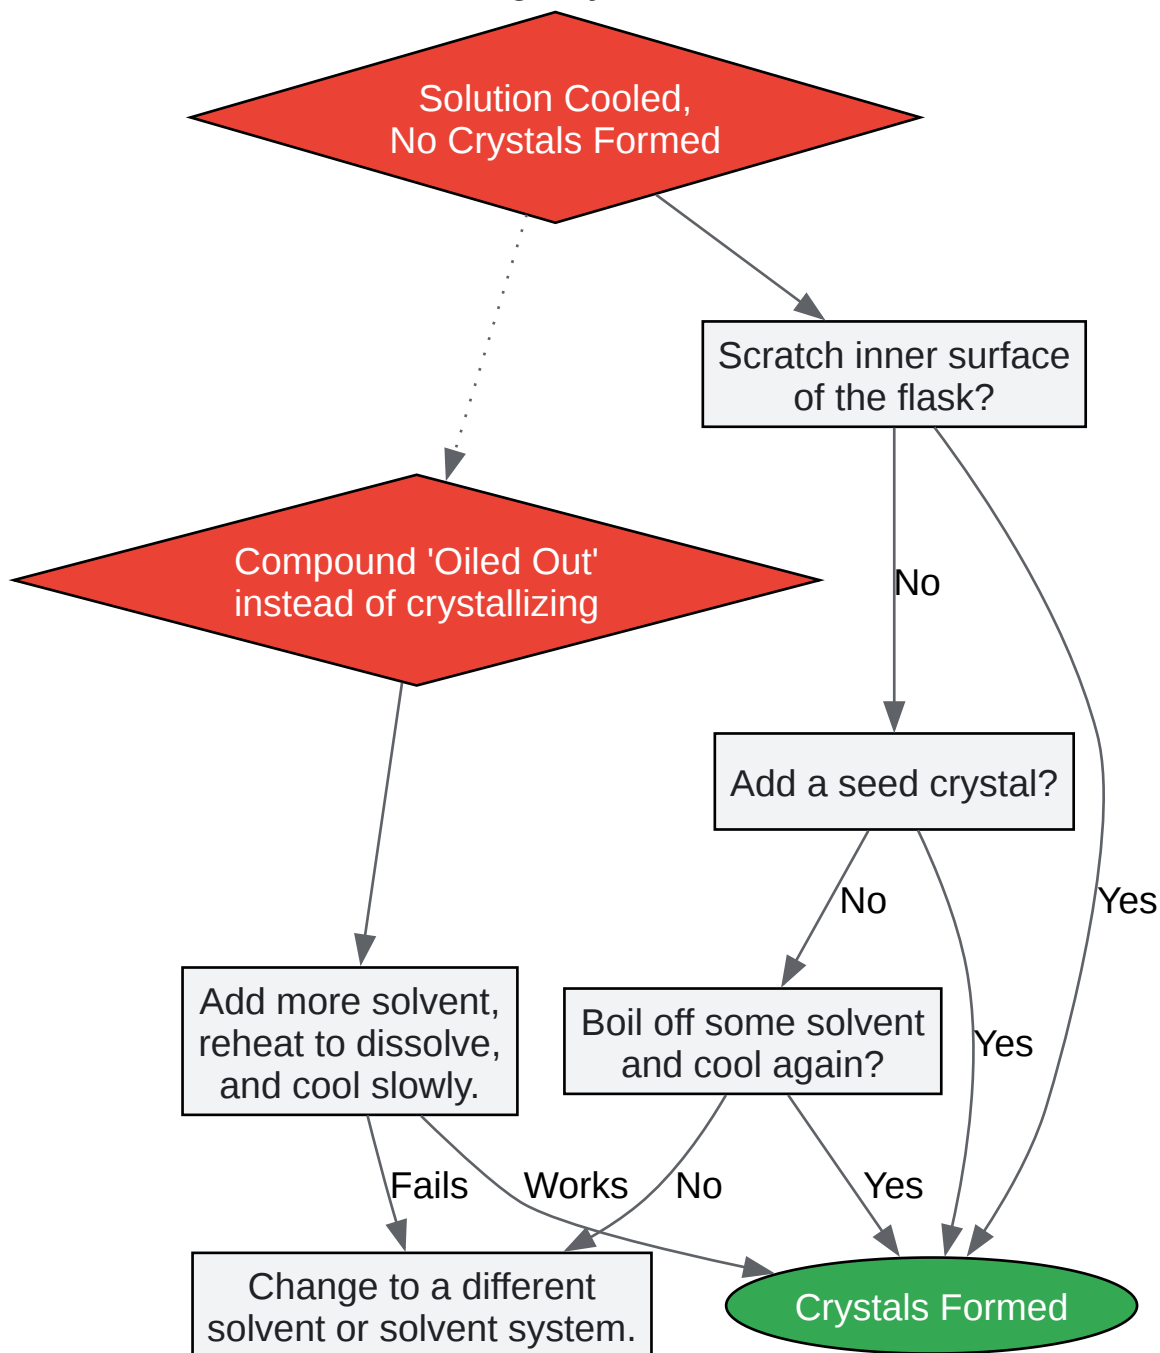 Solution Cooled,
No Crystals Formed
Scratch inner surface
of the flask?
Compound 'Oiled Out'
instead of crystallizing
No
Add a seed crystal?
No
Yes
Add more solvent,
reheat to dissolve,
and cool slowly.
Boil off some solvent
and cool again?
Yes
Fails
Works
No
Yes
Change to a different
solvent or solvent system.
Crystals Formed